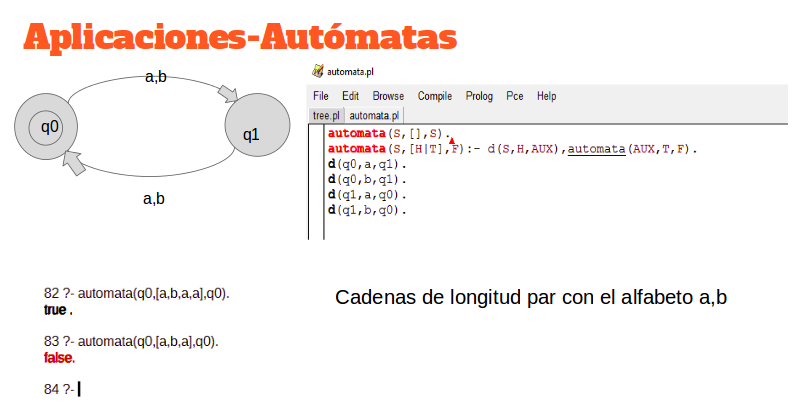 Aplicaciones-Autómatas
a,b
q0
q1
a,b
automata.pl
File Edit Browse Compile Prolog Pce Help
tree.pl automata.pl
automata(S,[],S).
automata(S,[H|T],F):- d(S,H,AUX),automata(AUX,T,F).
d(q0,a,q1).
d(q0,b,q1).
d(q1,a,q0).
d(q1,b,q0).
82 ?- automata(q0,[a,b,a,a],q0).
true .
83 ?- automata(q0,[a,b,a],q0).
false.
84 ?-
Cadenas de longitud par con el alfabeto a,b